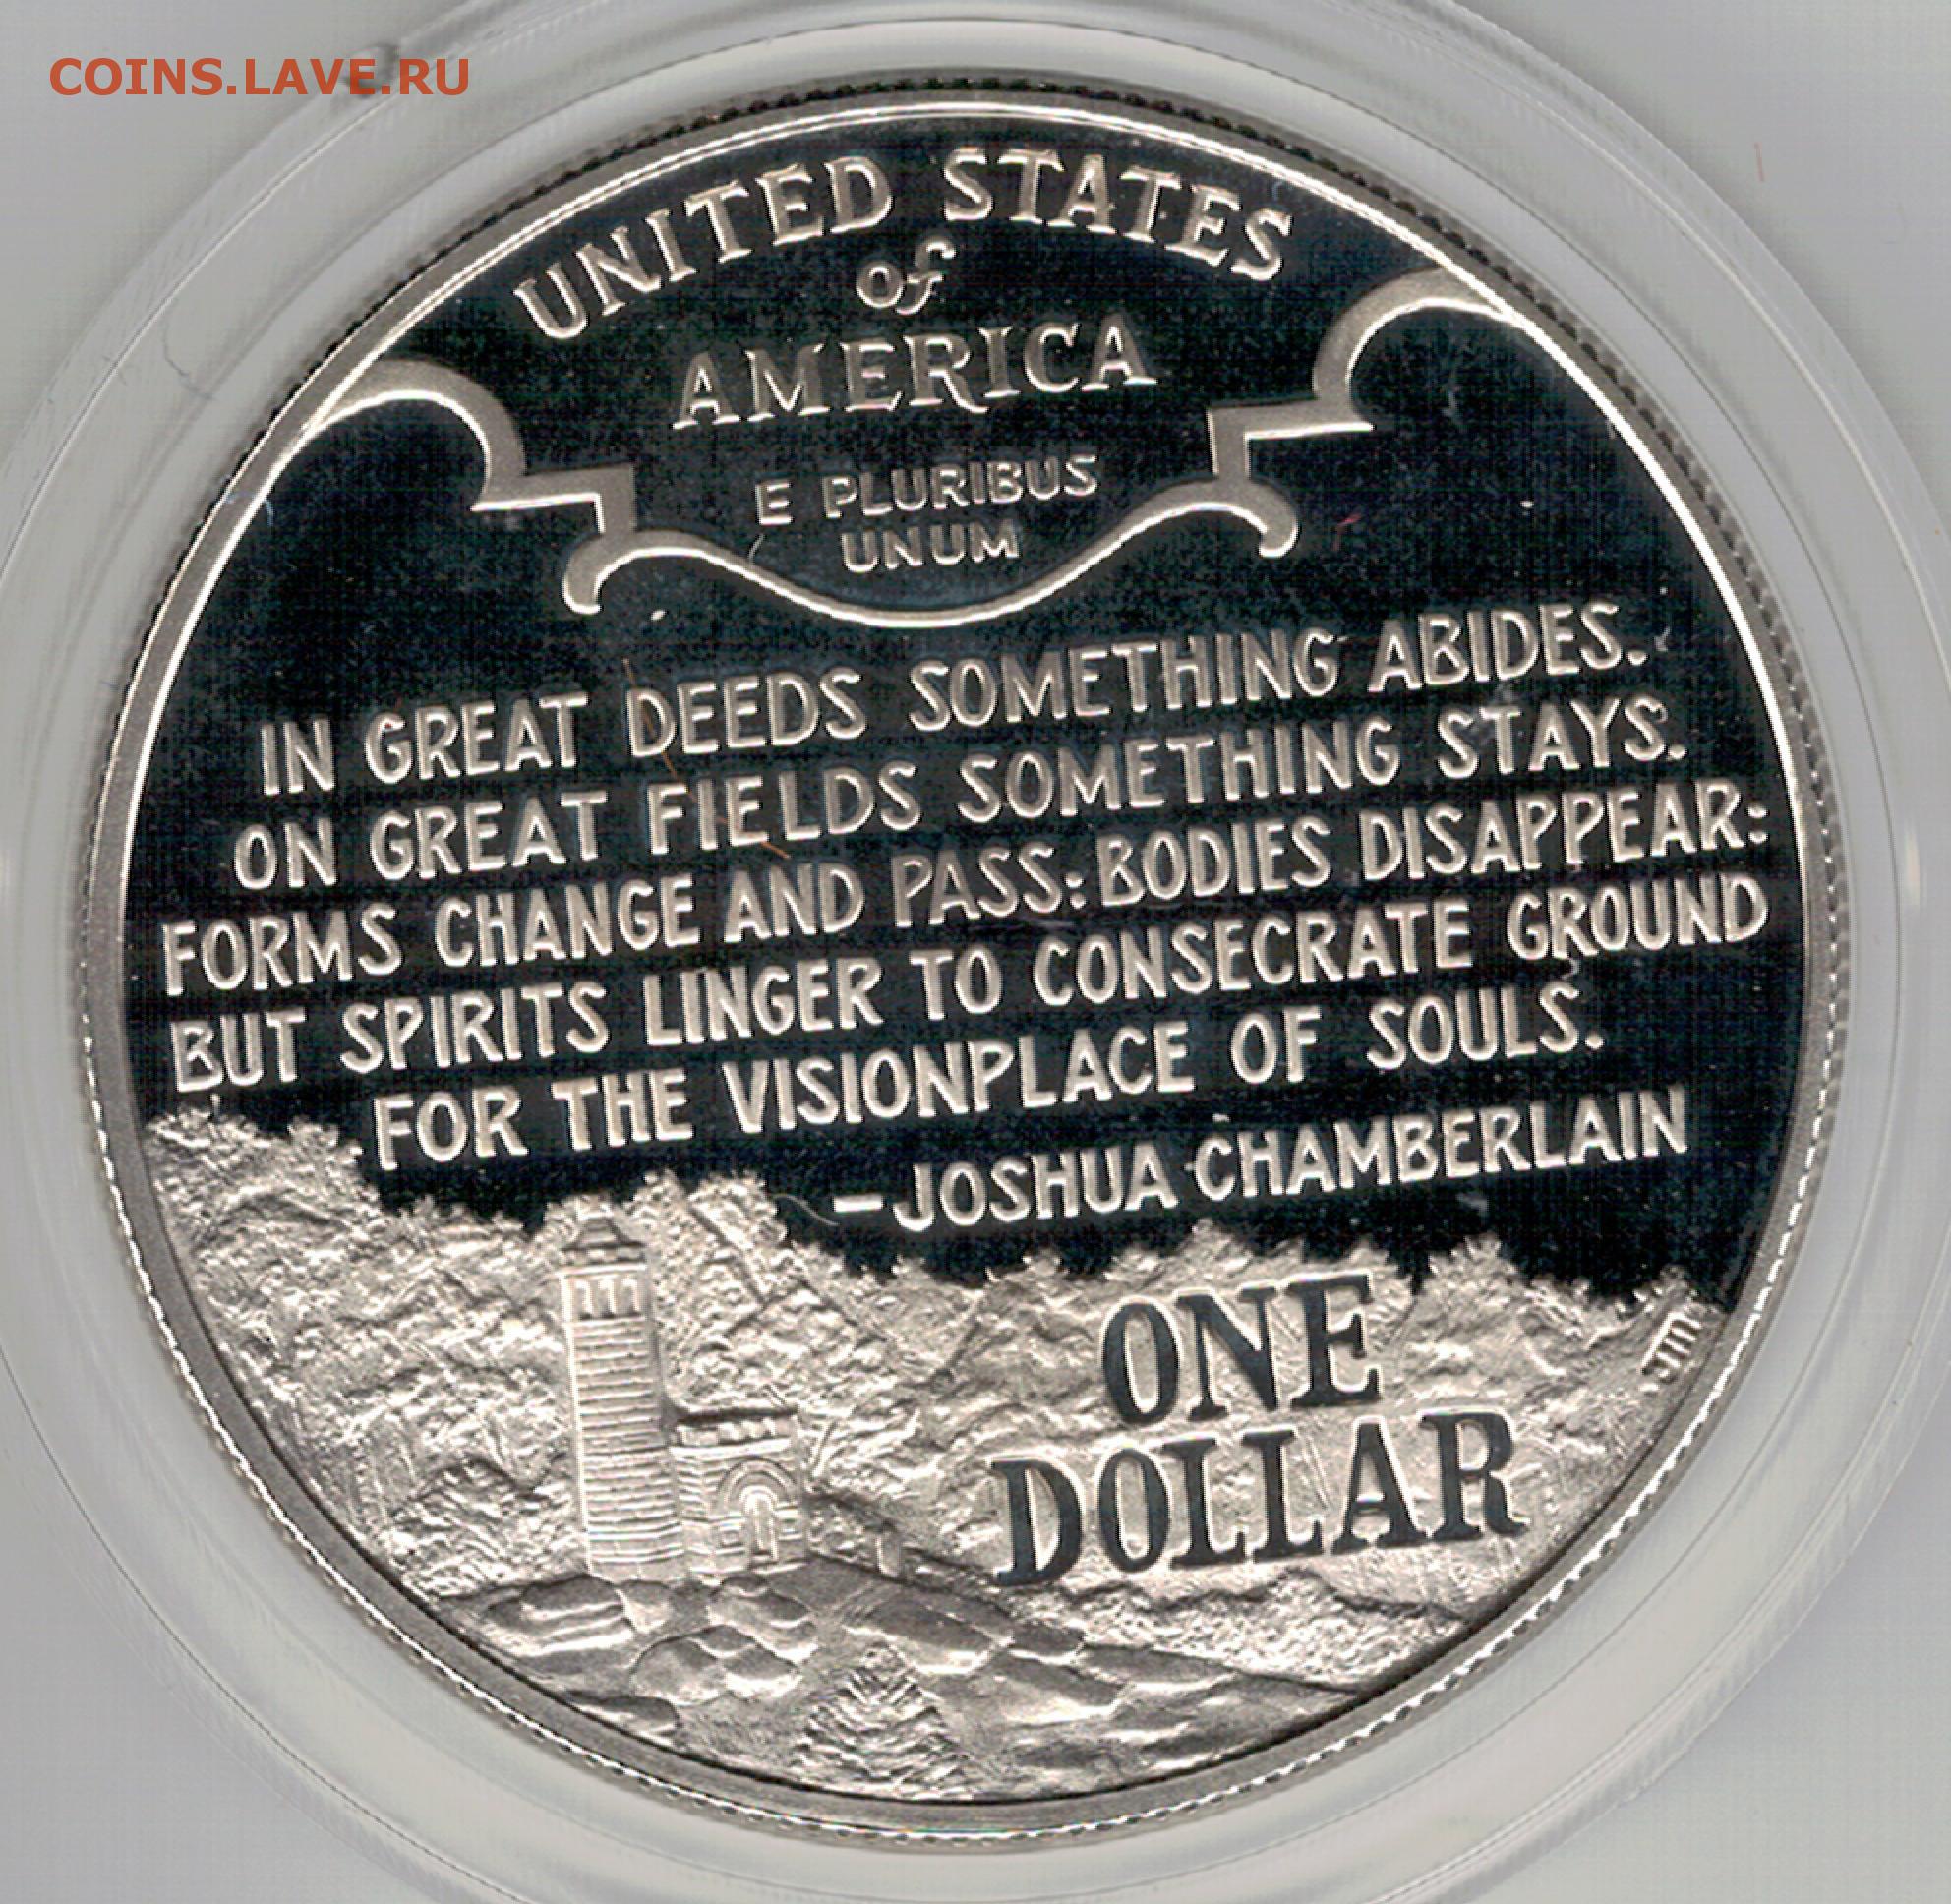 COINS.LAVE.RU
UNITED STATES
of
AMERICA
E PLURIBUS
UNUM
IN GREAT DEEDS SOMETHING ABIDES.
ON GREAT FIELDS SOMETHING STAYS.
FORMS CHANGE AND PASS: BODIES DISAPPEAR:
BUT SPIRITS LINGER TO CONSECRATE GROUND
FOR THE VISIONPLACE OF SOULS.
–JOSHUA CHAMBERLAIN
ONE
DOLLAR
JM